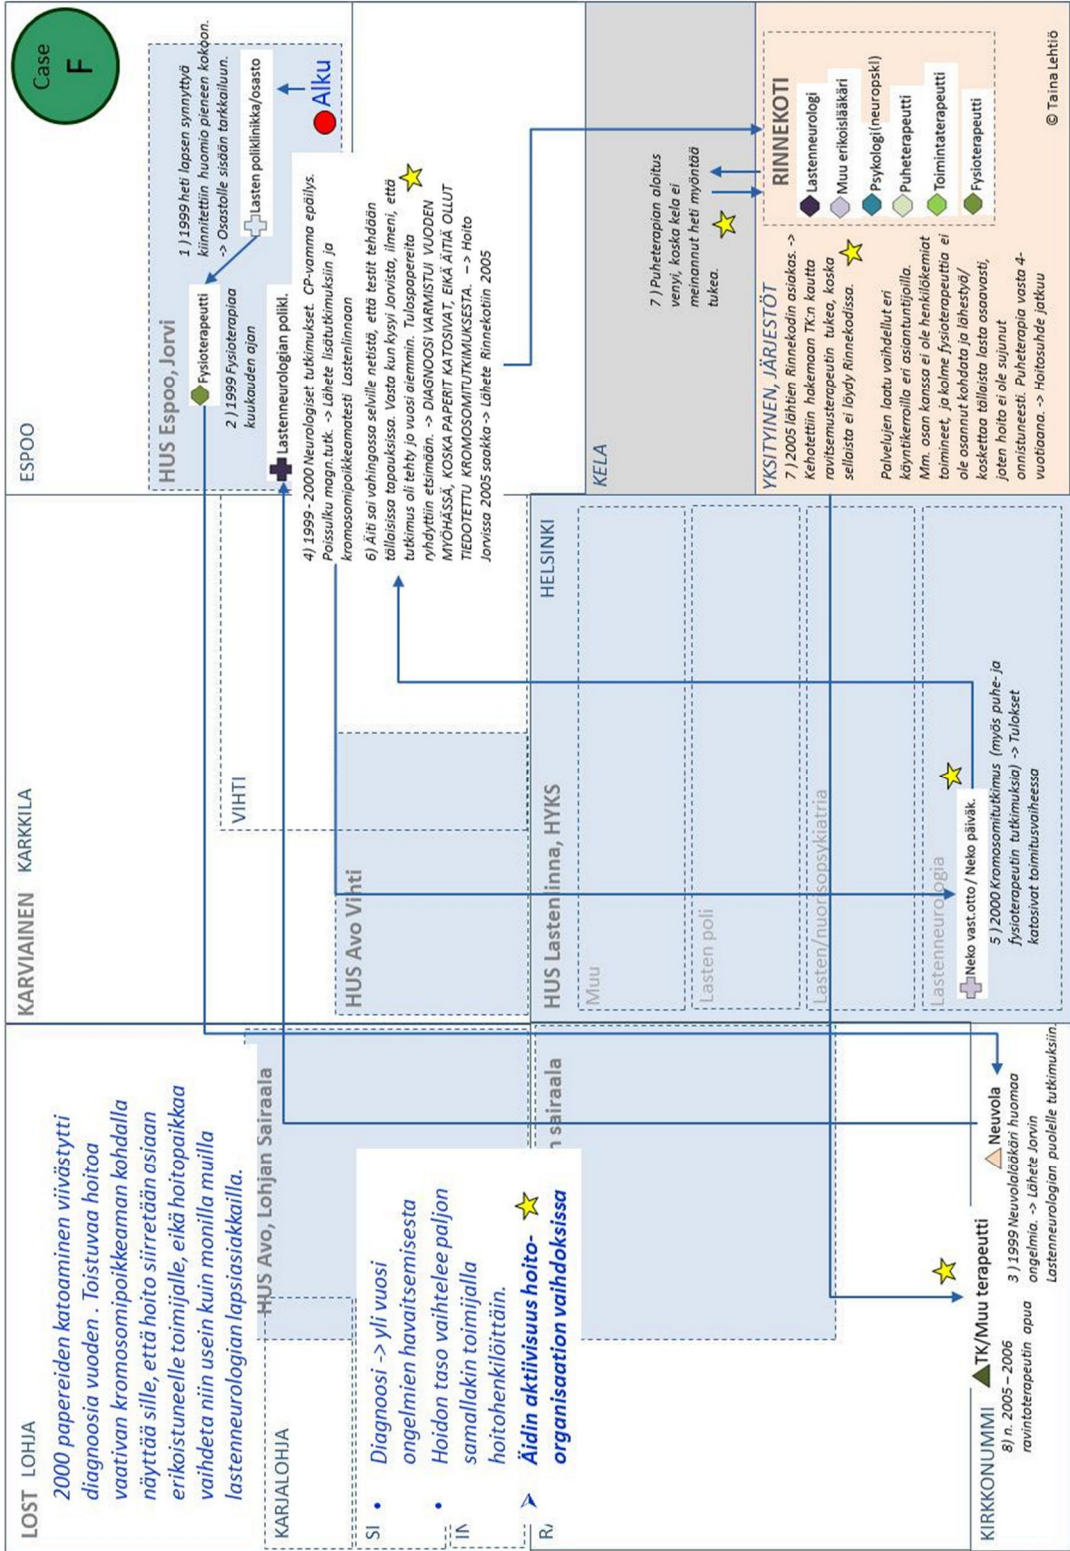 LOST LOHJA
2000 papereiden katoaminen viivästytti
diagnoosia vuoden . Toistuvaa hoitoa
vaativan kromosomipoikkeaman kohdalla
näyttää sille, että hoito siirretään asiaan
erikoistuneelle toimijalle, eikä hoitopaikkaa
vaihdeta niin usein kuin monilla muilla
lastenneurologian lapsiasiakkailla.
HUS Avo, Lohjan Sairaala
KARJALOHJA
SI
IN
• Diagnoosi -> yli vuosi
ongelmien havaitsemisesta
• Hoidon taso vaihtelee paljon
samallakin toimijalla
hoitohenkilöittäin.
➢ Äidin aktiivisuus hoito-
organisaation vaihdoksissa
n sairaala
KIRKKONUMMI
TK/Muu terapeutti
8) n. 2005 – 2006
ravintoterapeutin apua
Neuvola
3 ) 1999 Neuvolalääkäri huomaa
ongelmia. -> Lähete Jorvin
Lastenneurologian puolelle tutkimuksiin.
KARVIAINEN KARKKILA
VIHTI
HUS Avo Vihti
HUS Lastenlinna, HYKS
HELSINKI
Muu
Lasten poli
Lasten/nuorisopsykiatria
Lastenneurologia
Neko vast.otto / Neko päiväk.
5 ) 2000 Kromosomitutkimus (myös puhe- ja
fysioterapeutin tutkimuksia) -> Tulokset
katosivat toimitusvaiheessa
ESPOO
Case
F
HUS Espoo, Jorvi
1 ) 1999 heti lapsen synnyttyä
kiinnitettiin huomio pieneen kokoon.
-> Osastolle sisään tarkkailuun.
Lasten poliklinikka/osasto
Alku
Fysioterapeutti
2 ) 1999 Fysioterapiaa
kuukauden ajan
Lastenneurologian polikl.
4) 1999 - 2000 Neurologiset tutkimukset. CP-vamma epäilys.
Poissulku magn.tutk. -> Lähete lisätutkimuksiin ja
kromosomipoikkeamatesti Lastenlinnaan
6) Äiti sai vahingossa selville netistä, että testit tehdään
tällaisissa tapauksissa. Vasta kun kysyi Jorvista, ilmeni, että
tutkimus oli tehty jo vuosi aiemmin. Tulospapereita
ryhdyttiin etsimään. -> DIAGNOOSI VARMISTUI VUODEN
MYÖHÄSSÄ, KOSKA PAPERIT KATOSIVAT, EIKÄ ÄITIÄ OLLUT
TIEDOTETTU KROMOSOMITUTKIMUKSESTA. —> Hoito
Jorvissa 2005 saakka -> Lähete Rinnekotiin 2005
KELA
7 ) Puheterapian aloitus
venyi, koska kela ei
meinannut heti myöntää
tukea.
YKSITYINEN, JÄRJESTÖT
7 ) 2005 lähtien Rinnekodin asiakas. ->
Kehotettiin hakemaan TK:n kautta
ravitsemusterapeutin tukea, koska
sellaista ei löydy Rinnekodissa.
Palvelujen laatu vaihdellut eri
käyntikerroilla eri asiantuntijoilla.
Mm. osan kanssa ei ole henkilökemiat
toimineet, ja kolme fysioterapeuttia ei
ole osannut kohdata ja lähestyä/
koskettaa tällaista lasta osaavasti,
joten hoito ei ole sujunut
onnistuneesti. Puheterapia vasta 4-
vuotiaana. -> Hoitosuhde jatkuu
RINNEKOTI
Lastenneurologi
Muu erikoislääkäri
Psykologi(neuropski)
Puheterapeutti
Toimintaterapeutti
Fysioterapeutti
© Taina Lehtiö